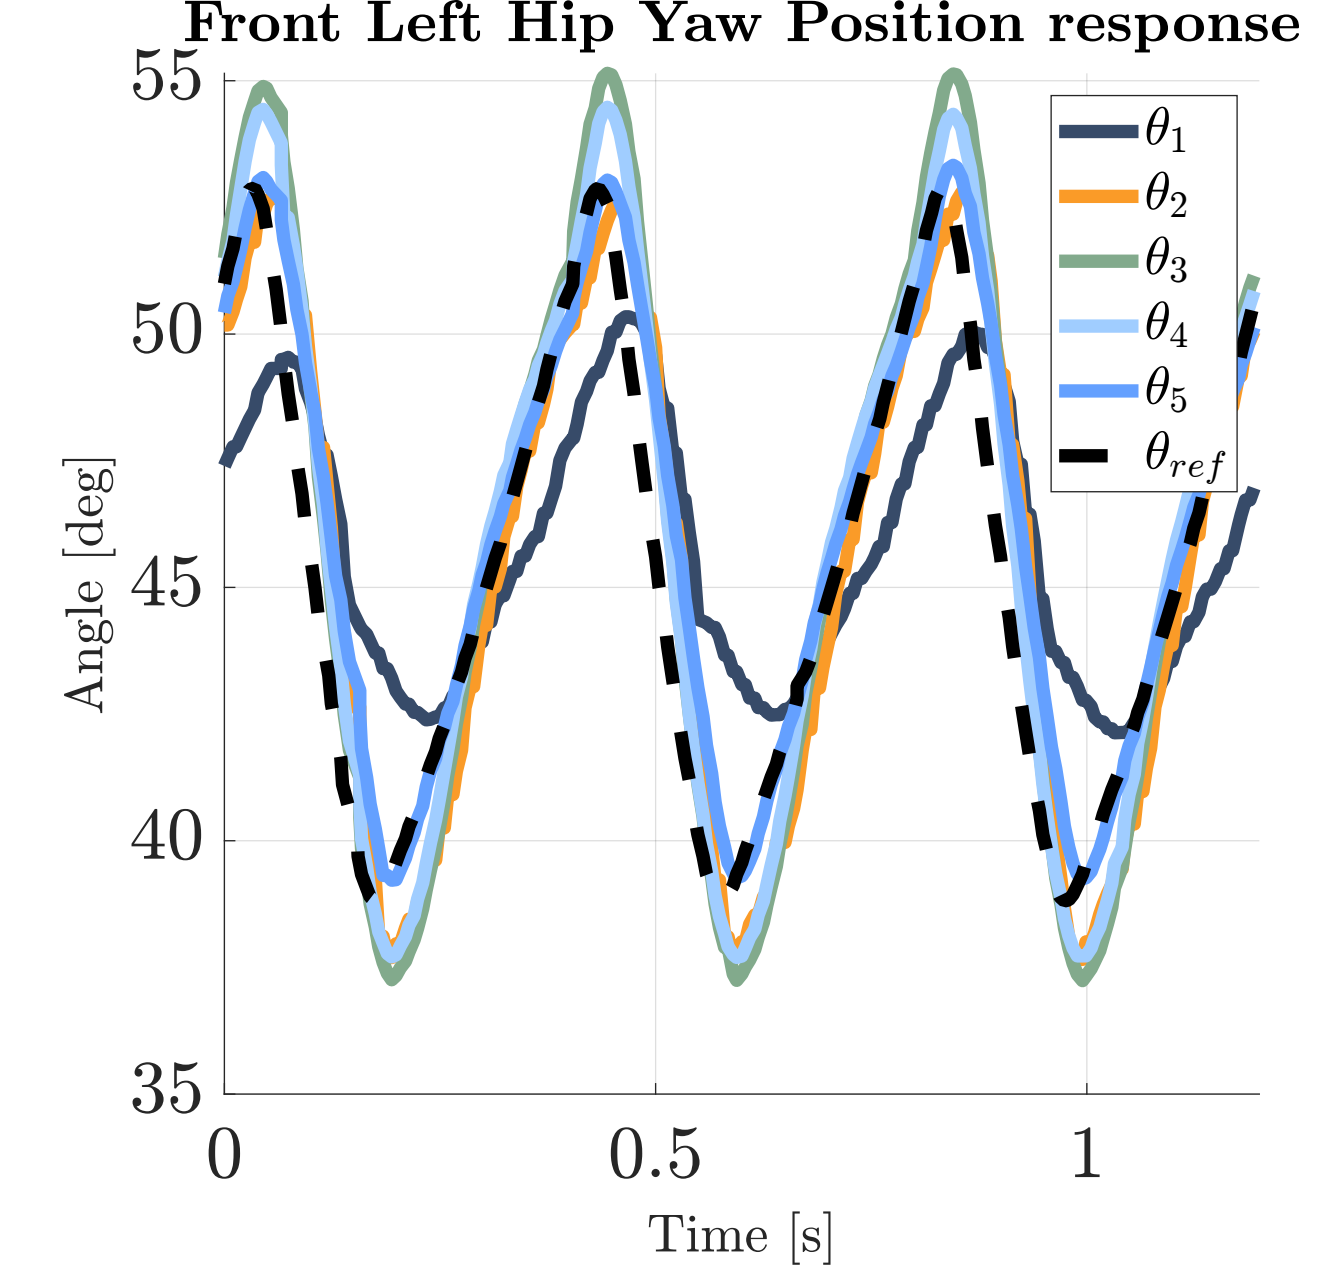 Front Left Hip Yaw Position response
55
50
45
40
35
0
0.5
1
Angle [deg]
Time [s]
θ₁
θ₂
θ₃
θ₄
θ₅
θref